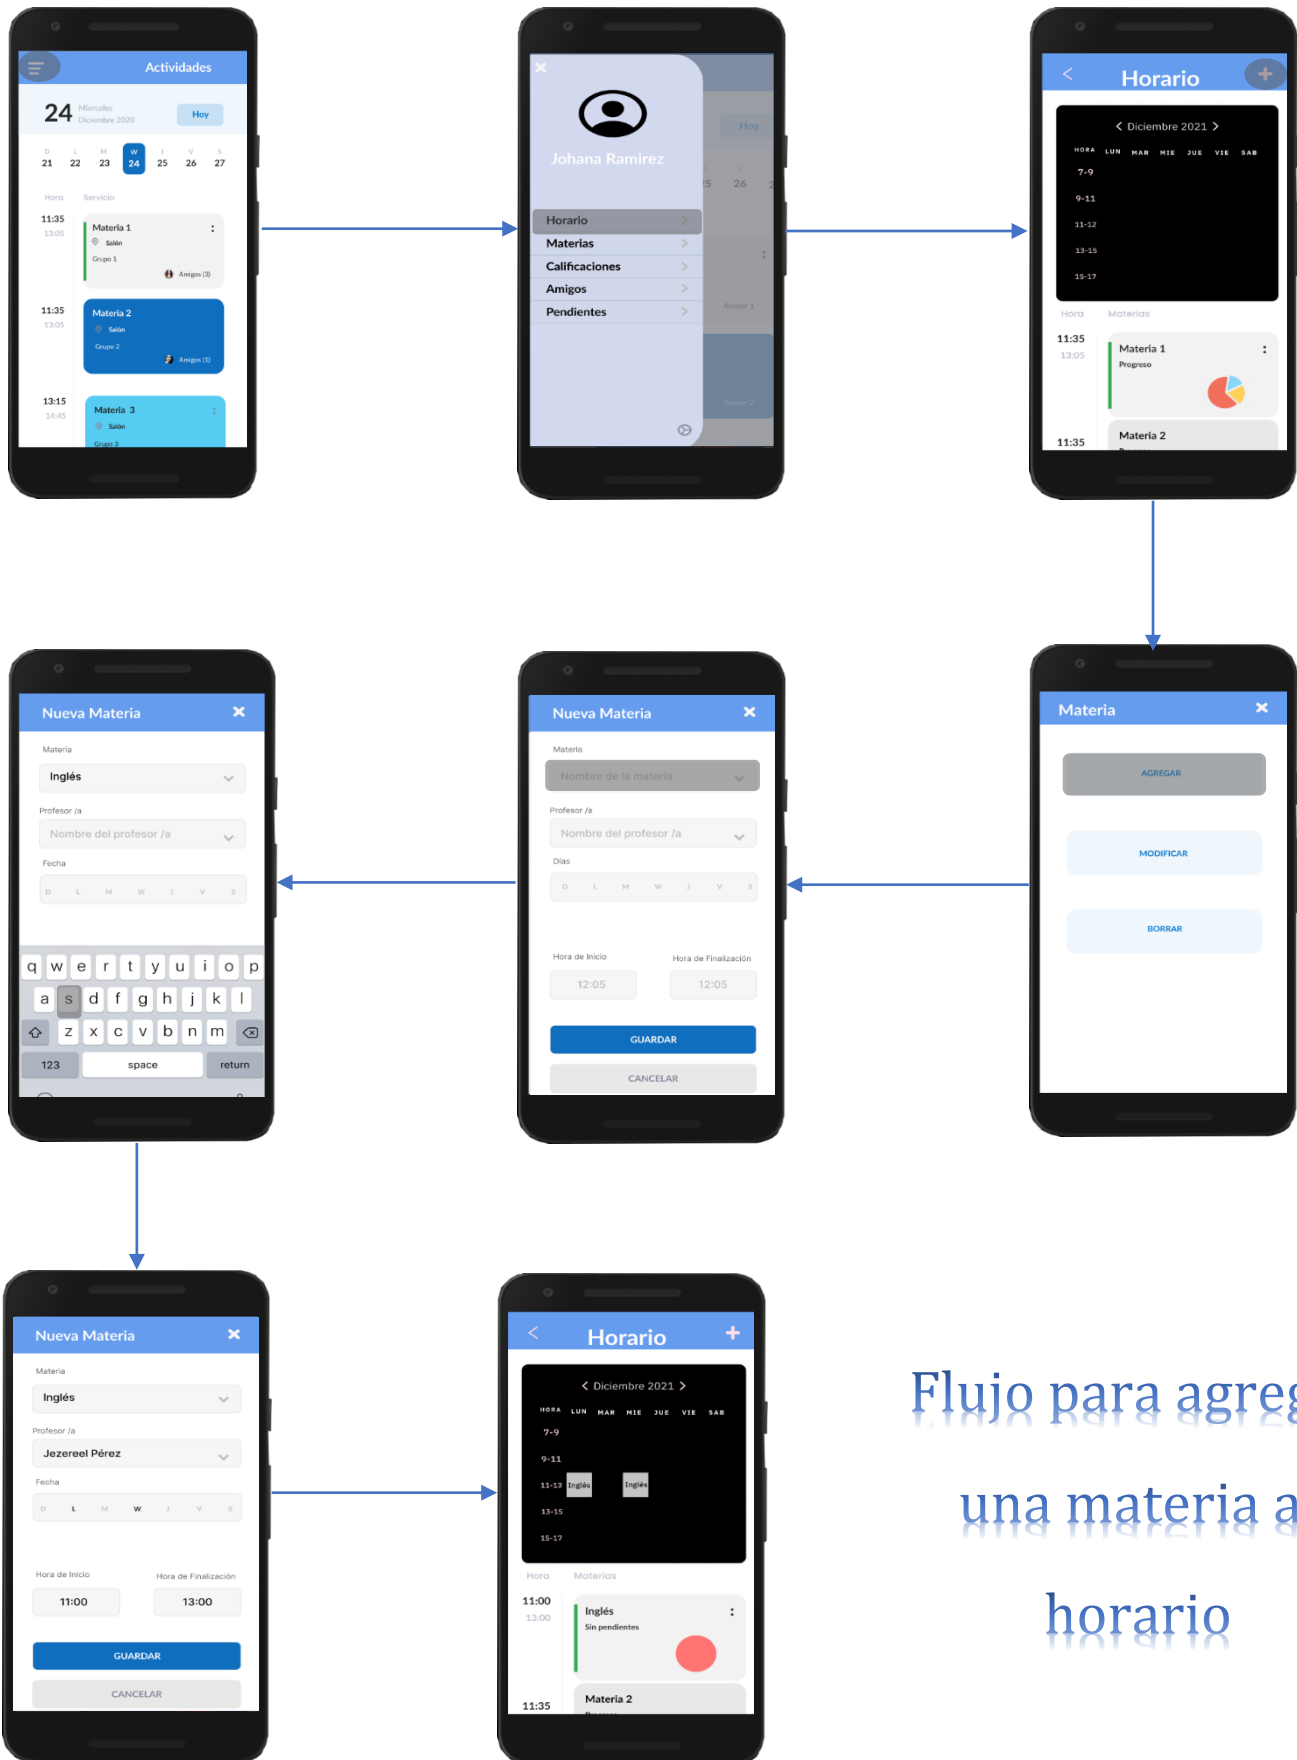 Actividades
24
Miercoles
Diciembre 2020
Hoy
D L M W J V S
21 22 23 24 25 26 27
Hora Servicio
11:35
13:05
Materia 1
Salón
Grupo 1
Amigos (3)
11:35
13:05
Materia 2
Salón
Grupo 2
Amigos (1)
13:15
14:45
Materia 3
Salón
Grupo 3
Johana Ramirez
Horario
Materias
Calificaciones
Amigos
Pendientes
Hoy
V
25 26 2
Asesor 1
Asesor 2
Horario
Diciembre 2021
HORA LUN MAR MIE JUE VIE SAB
7-9
9-11
11-12
13-15
15-17
Hora Materias
11:35
13:05
Materia 1
Progreso
11:35
Materia 2
Nueva Materia
Materia
Inglés
Profesor /a
Nombre del profesor /a
Fecha
D L M W J V S
q w e r t y u i o p
a s d f g h j k l
z x c v b n m
123 space return
Nueva Materia
Materia
Nombre de la materia
Profesor /a
Nombre del profesor /a
Días
D L M W J V S
Hora de Inicio Hora de Finalización
12:05 12:05
GUARDAR
CANCELAR
Materia
AGREGAR
MODIFICAR
BORRAR
Nueva Materia
Materia
Inglés
Profesor /a
Jezereel Pérez
Fecha
D L M W J V S
Hora de Inicio Hora de Finalización
11:00 13:00
GUARDAR
CANCELAR
Horario
Diciembre 2021
HORA LUN MAR MIE JUE VIE SAB
7-9
9-11
11-13 Inglés Inglés
13-15
15-17
Hora Materias
11:00
13:00
Inglés
Sin pendientes
11:35
Materia 2
Flujo para agreg
una materia a
horario